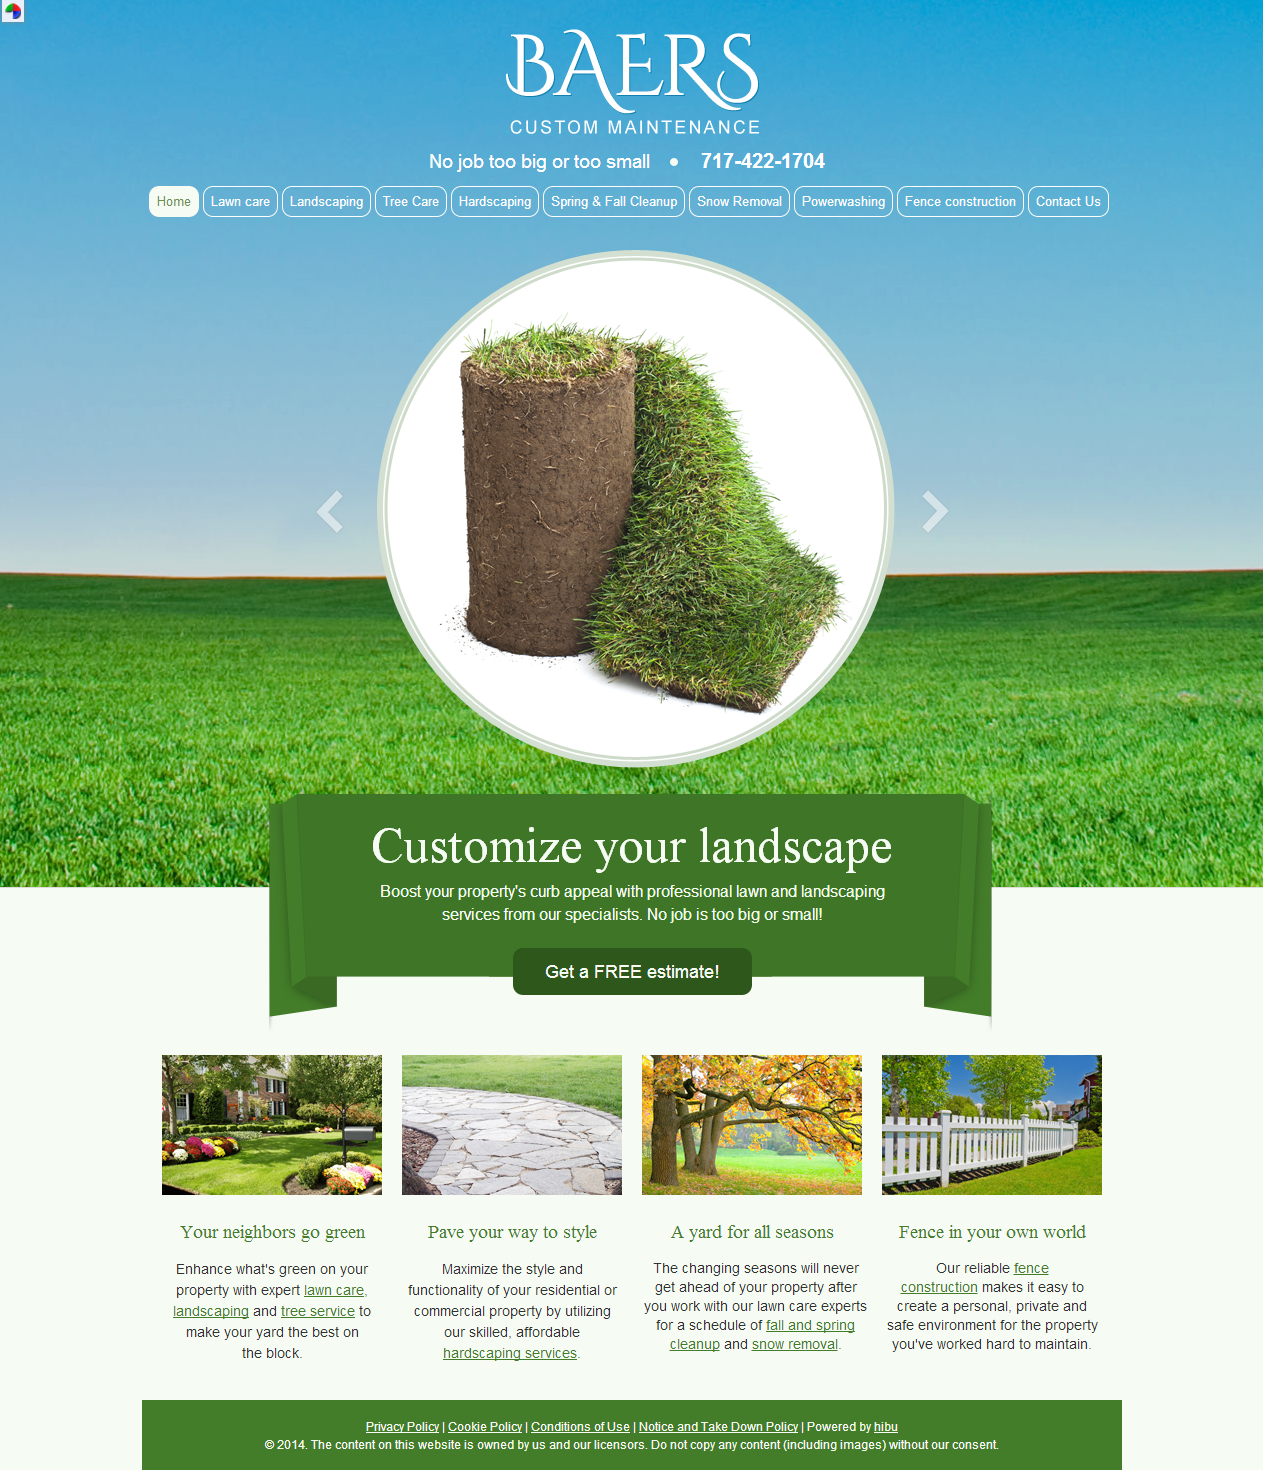 BAERS
CUSTOM MAINTENANCE
No job too big or too small • 717-422-1704
Home Lawn care Landscaping Tree Care Hardscaping Spring & Fall Cleanup Snow Removal Powerwashing Fence construction Contact Us
Customize your landscape
Boost your property's curb appeal with professional lawn and landscaping
services from our specialists. No job is too big or small!
Get a FREE estimate!
Your neighbors go green
Enhance what's green on your
property with expert lawn care,
landscaping and tree service to
make your yard the best on
the block.
Pave your way to style
Maximize the style and
functionality of your residential or
commercial property by utilizing
our skilled, affordable
hardscaping services.
A yard for all seasons
The changing seasons will never
get ahead of your property after
you work with our lawn care experts
for a schedule of fall and spring
cleanup and snow removal.
Fence in your own world
Our reliable fence
construction makes it easy to
create a personal, private and
safe environment for the property
you've worked hard to maintain.
Privacy Policy | Cookie Policy | Conditions of Use | Notice and Take Down Policy | Powered by hibu
© 2014. The content on this website is owned by us and our licensors. Do not copy any content (including images) without our consent.